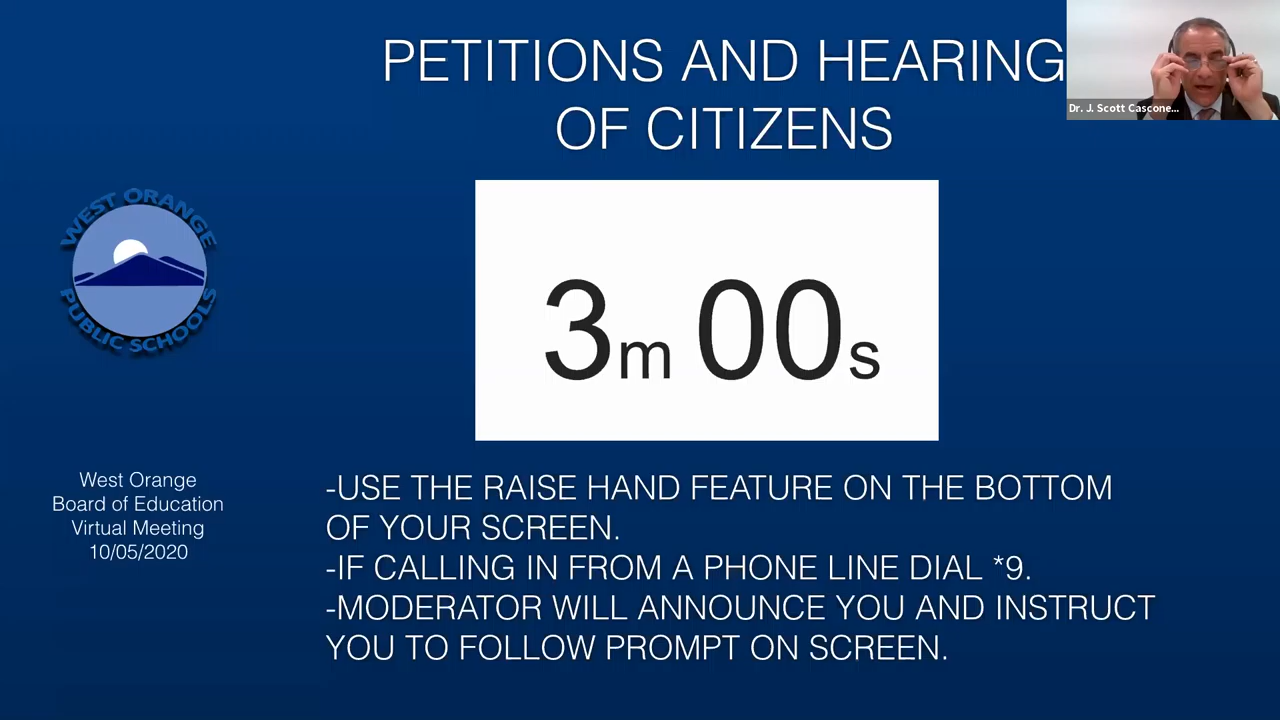 PETITIONS AND HEARING
OF CITIZENS
Dr. J. Scott Cascone...
WEST ORANGE
PUBLIC SCHOOLS
3m 00s
West Orange
Board of Education
Virtual Meeting
10/05/2020
-USE THE RAISE HAND FEATURE ON THE BOTTOM
OF YOUR SCREEN.
-IF CALLING IN FROM A PHONE LINE DIAL *9.
-MODERATOR WILL ANNOUNCE YOU AND INSTRUCT
YOU TO FOLLOW PROMPT ON SCREEN.